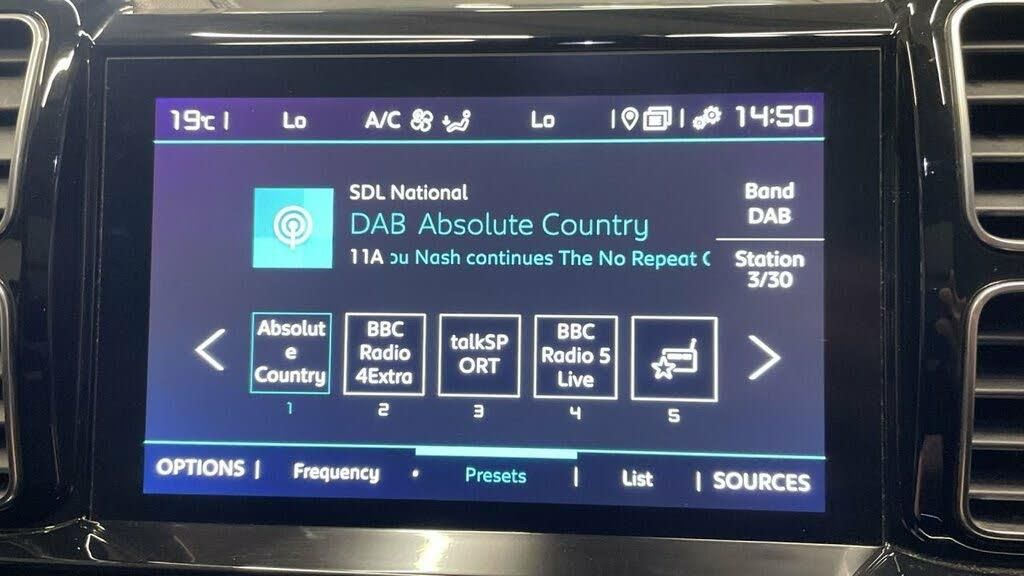 19°C | Lo A/C Lo | | 14:50
SDL National
DAB Absolute Country
11A ou Nash continues The No Repeat
Band
DAB
Station
3/30
Absolut
e
Country
BBC
Radio
4Extra
talkSP
ORT
BBC
Radio 5
Live
1 2 3 4 5
OPTIONS | Frequency • Presets | List | SOURCES